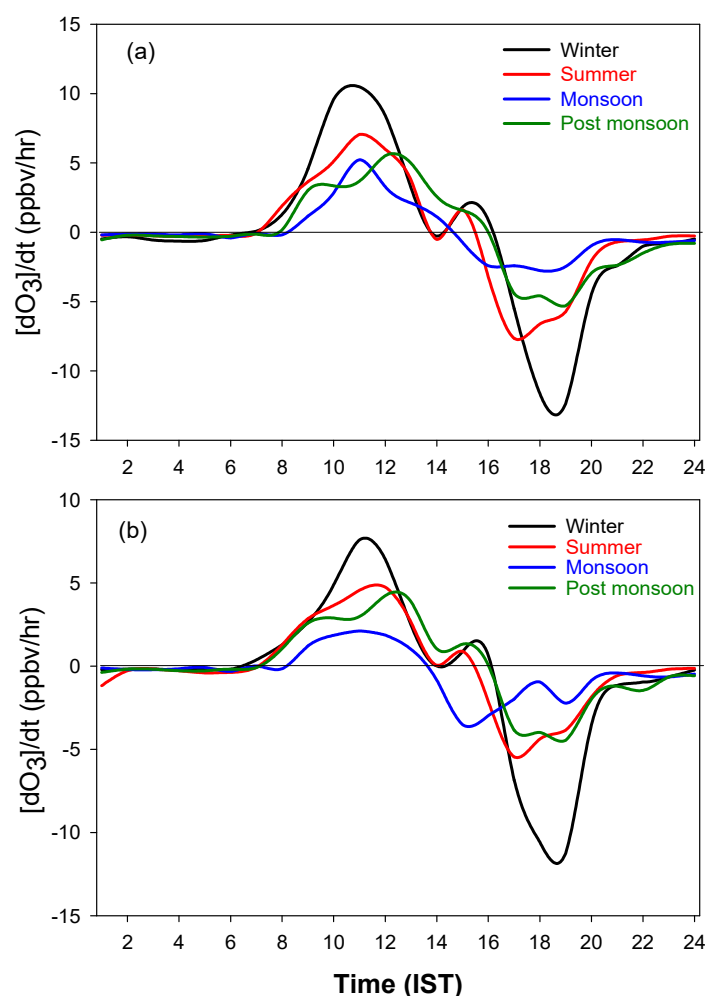 15
(a)
Winter
Summer
Monsoon
Post monsoon
10
5
0
-5
-10
-15
[dO3]/dt (ppbv/hr)
2 4 6 8 10 12 14 16 18 20 22 24
10
(b)
Winter
Summer
Monsoon
Post monsoon
5
0
-5
-10
-15
[dO3]/dt (ppbv/hr)
2 4 6 8 10 12 14 16 18 20 22 24
Time (IST)